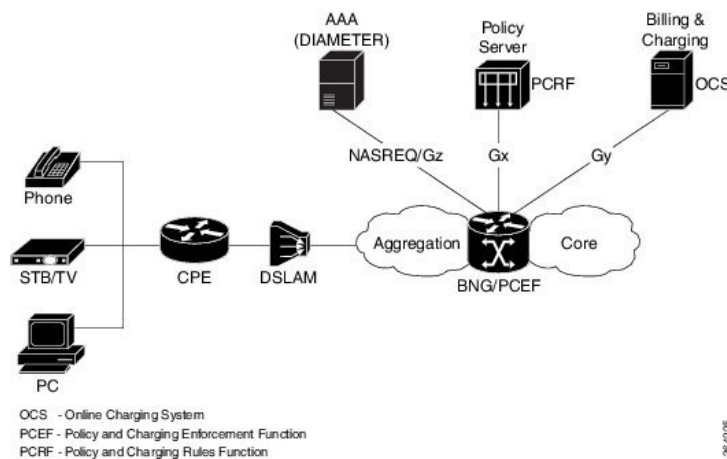 AAA
(DIAMETER)
Policy
Server
PCRF
Billing &
Charging
OCS
NASREQ/Gz
Gx
Gy
Phone
STB/TV
PC
CPE
DSLAM
Aggregation
BNG/PCEF
Core
OCS - Online Charging System
PCEF - Policy and Charging Enforcement Function
PCRF - Policy and Charging Rules Function